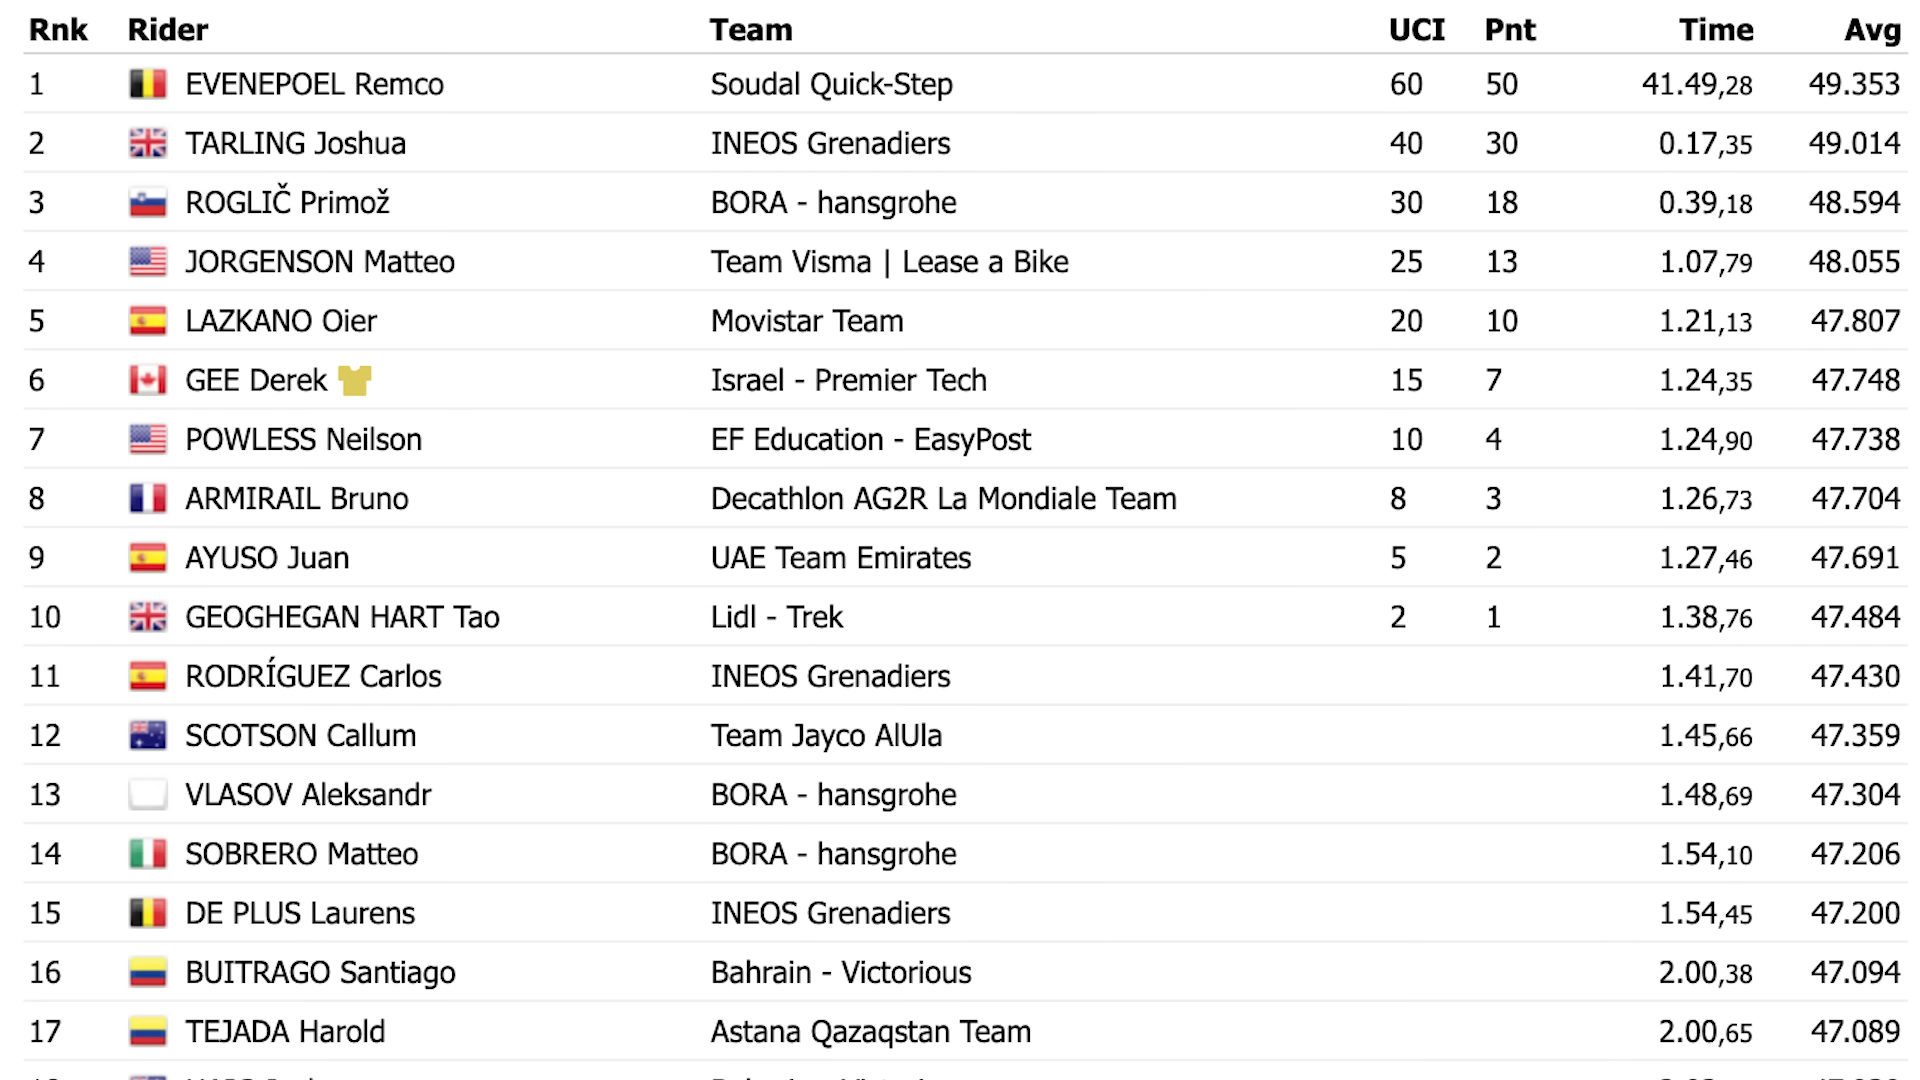 Rnk Rider Team UCI Pnt Time Avg
1 EVENEPOEL Remco Soudal Quick-Step 60 50 41.49,28 49.353
2 TARLING Joshua INEOS Grenadiers 40 30 0.17,35 49.014
3 ROGLIČ Primož BORA - hansgrohe 30 18 0.39,18 48.594
4 JORGENSON Matteo Team Visma | Lease a Bike 25 13 1.07,79 48.055
5 LAZKANO Oier Movistar Team 20 10 1.21,13 47.807
6 GEE Derek Israel - Premier Tech 15 7 1.24,35 47.748
7 POWLESS Neilson EF Education - EasyPost 10 4 1.24,90 47.738
8 ARMIRAIL Bruno Decathlon AG2R La Mondiale Team 8 3 1.26,73 47.704
9 AYUSO Juan UAE Team Emirates 5 2 1.27,46 47.691
10 GEOGHEGAN HART Tao Lidl - Trek 2 1 1.38,76 47.484
11 RODRÍGUEZ Carlos INEOS Grenadiers 1.41,70 47.430
12 SCOTSON Callum Team Jayco AlUla 1.45,66 47.359
13 VLASOV Aleksandr BORA - hansgrohe 1.48,69 47.304
14 SOBRERO Matteo BORA - hansgrohe 1.54,10 47.206
15 DE PLUS Laurens INEOS Grenadiers 1.54,45 47.200
16 BUITRAGO Santiago Bahrain - Victorious 2.00,38 47.094
17 TEJADA Harold Astana Qazaqstan Team 2.00,65 47.089